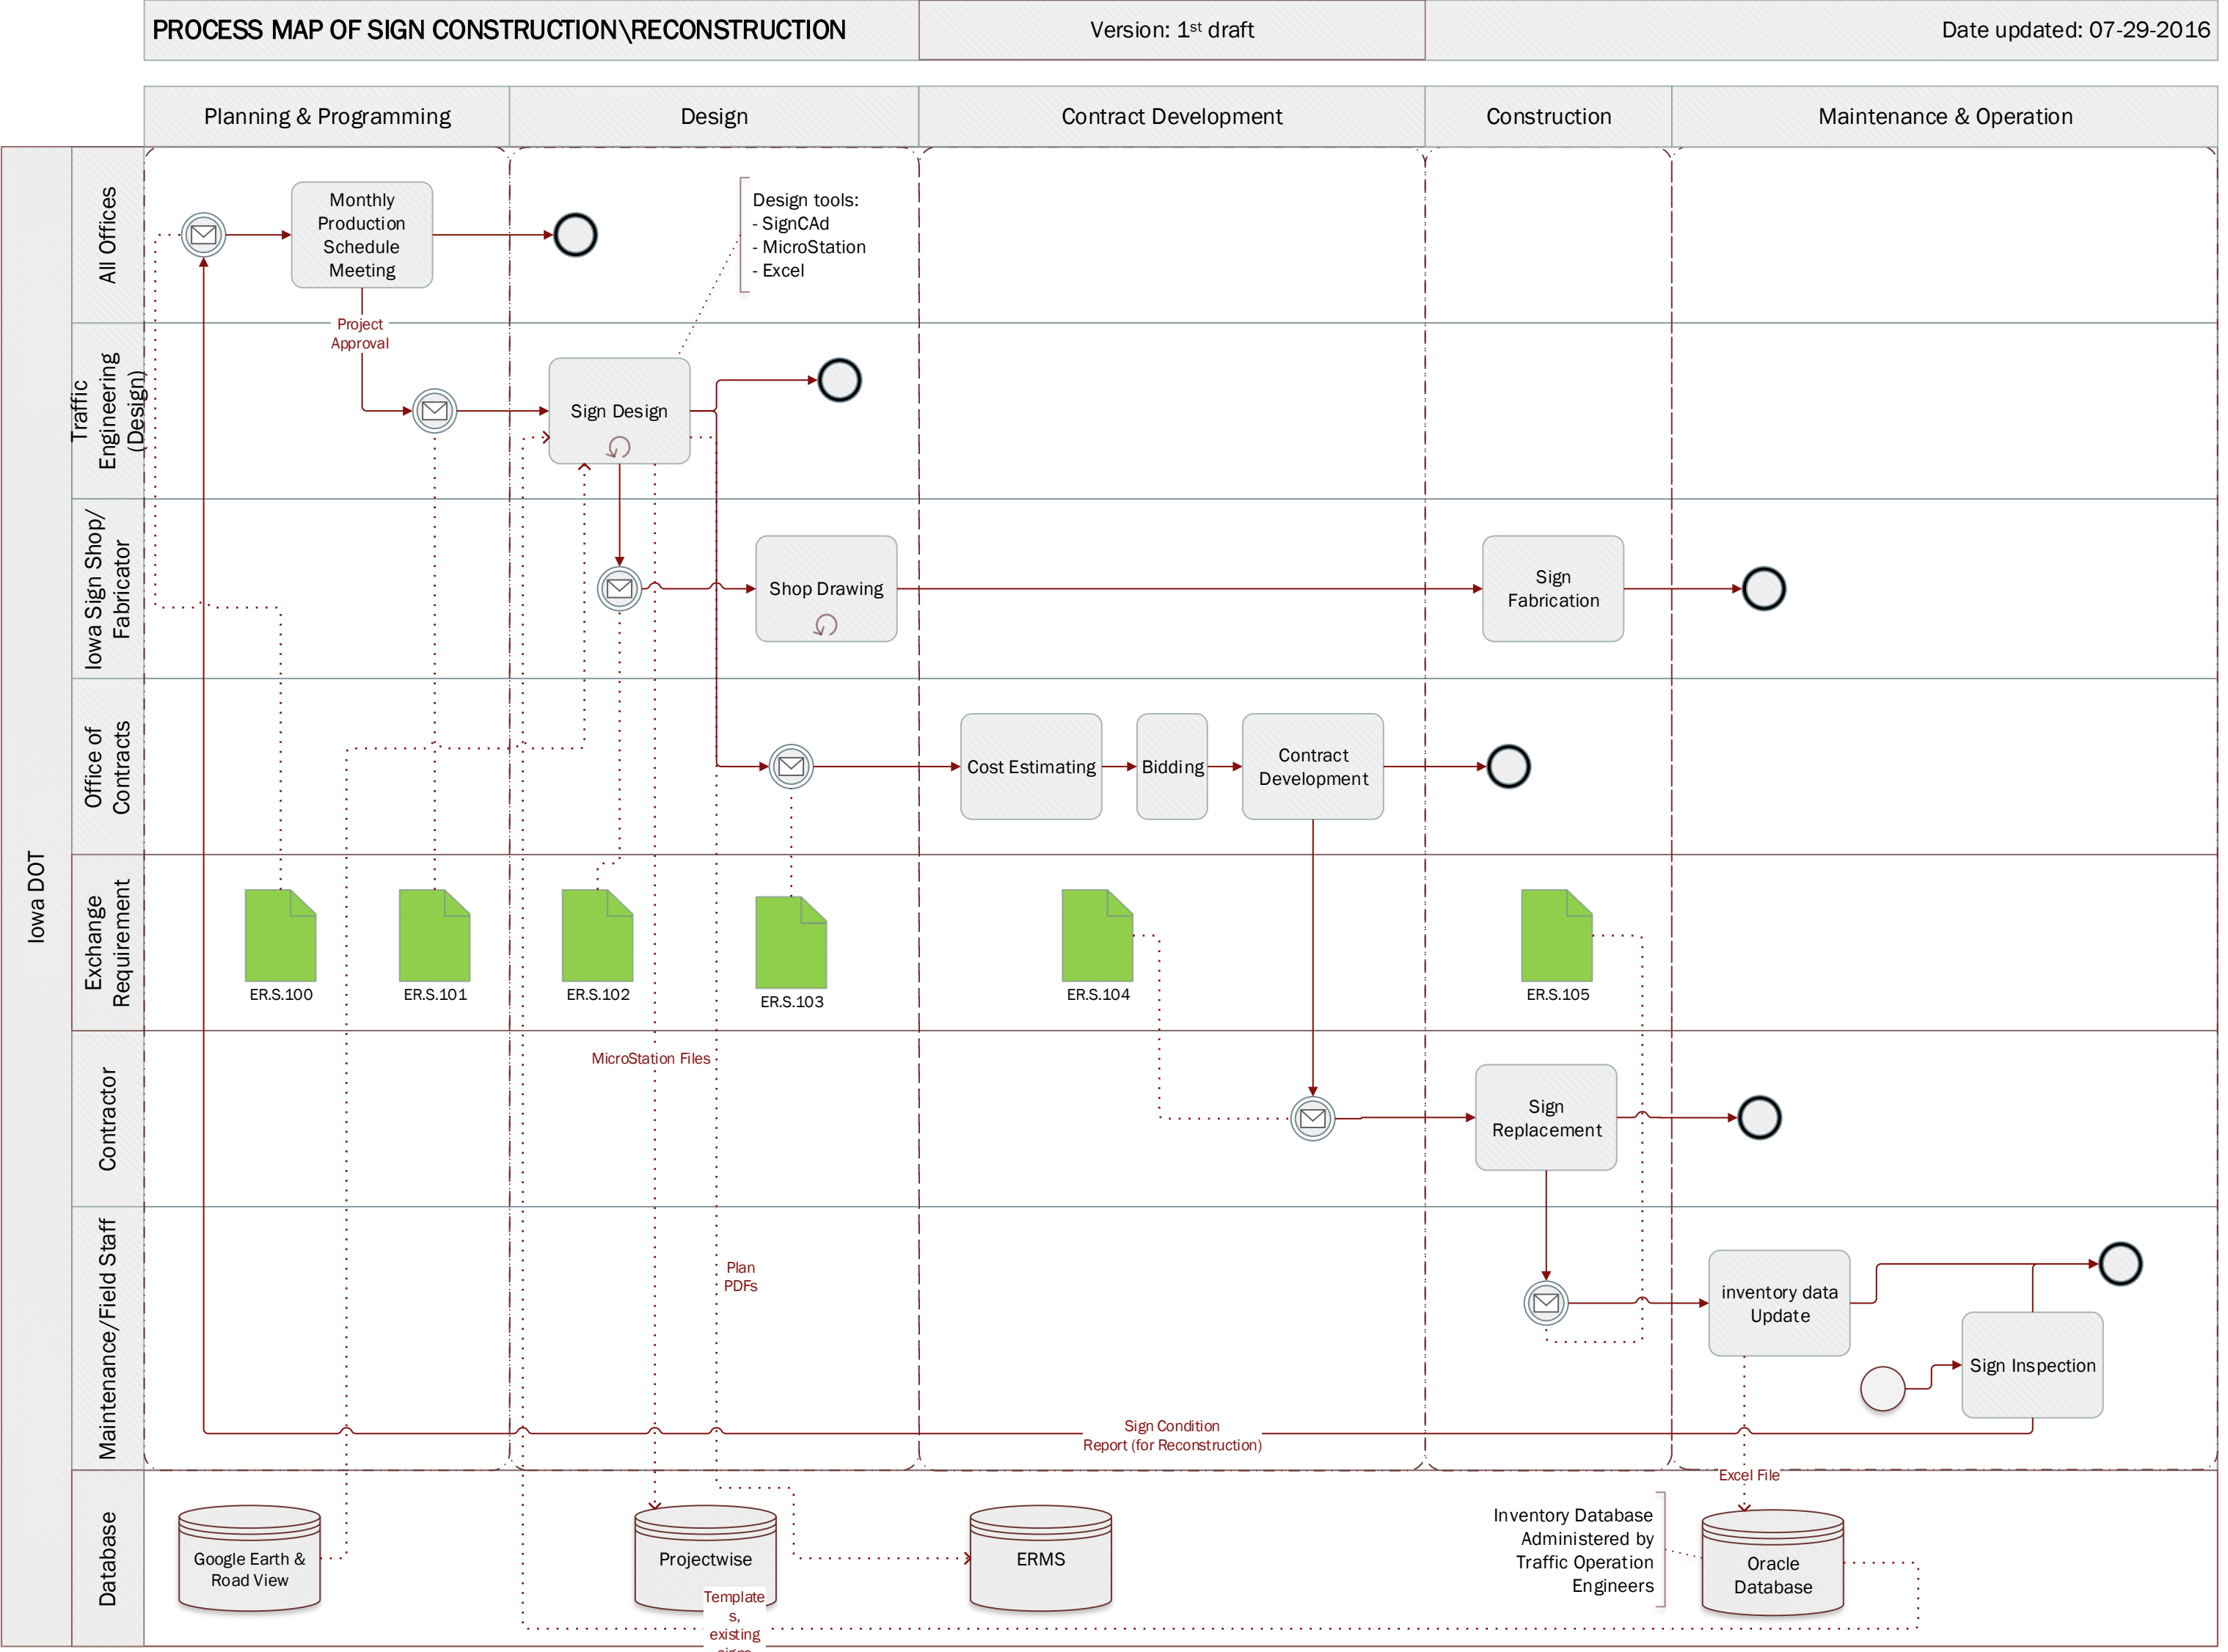 PROCESS MAP OF SIGN CONSTRUCTION\RECONSTRUCTION
Version: 1st draft
Date updated: 07-29-2016
Planning & Programming
Design
Contract Development
Construction
Maintenance & Operation
Iowa DOT
All Offices
Monthly
Production
Schedule
Meeting
Design tools:
- SignCAd
- MicroStation
- Excel
Project
Approval
Traffic
Engineering
(Design)
Sign Design
Iowa Sign Shop/
Fabricator
Shop Drawing
Sign
Fabrication
Office of
Contracts
Cost Estimating
Bidding
Contract
Development
Exchange
Requirement
ER.S.100
ER.S.101
ER.S.102
ER.S.103
ER.S.104
ER.S.105
Contractor
MicroStation Files
Sign
Replacement
Maintenance/Field Staff
Plan
PDFs
inventory data
Update
Sign Inspection
Sign Condition
Report (for Reconstruction)
Excel File
Database
Google Earth &
Road View
Projectwise
ERMS
Inventory Database
Administered by
Traffic Operation
Engineers
Oracle
Database
Template
s,
existing